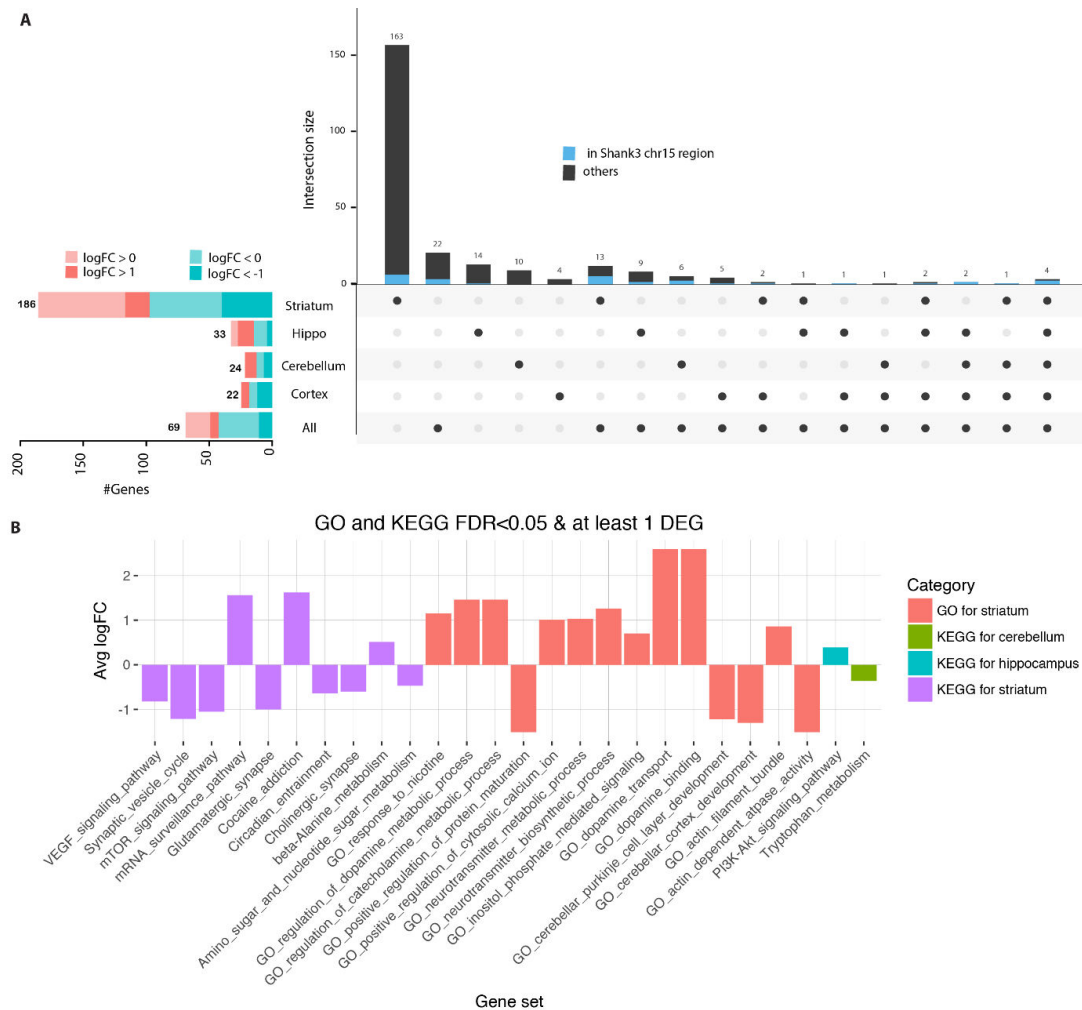 A
Intersection size
150
100
50
0
163
22
14
10
4
13
9
6
5
2
1
1
1
2
2
1
4
in Shank3 chr15 region
others
logFC > 0
logFC < 0
logFC > 1
logFC < -1
186
Striatum
33
Hippo
24
Cerebellum
22
Cortex
69
All
200
150
100
50
0
#Genes
B
GO and KEGG FDR<0.05 & at least 1 DEG
Avg logFC
2
1
0
-1
VEGF_signaling_pathway
Synaptic_vesicle_cycle
mTOR_signaling_pathway
mRNA_surveillance_pathway
Glutamatergic_synapse
Cocaine_addiction
Circadian_entrainment
Cholinergic_synapse
beta-Alanine_metabolism
Amino_sugar_and_nucleotide_sugar_metabolism
GO_response_to_nicotine
GO_regulation_of_dopamine_metabolic_process
GO_regulation_of_catecholamine_metabolic_process
GO_positive_regulation_of_protein_maturation
GO_positive_regulation_of_cytosolic_calcium_ion
GO_neurotransmitter_metabolic_process
GO_neurotransmitter_biosynthetic_process
GO_inositol_phosphate_mediated_signaling
GO_dopamine_transport
GO_dopamine_binding
GO_cerebellar_purkinje_cell_layer_development
GO_cerebellar_cortex_development
GO_actin_filament_bundle
GO_actin_dependent_atpase_activity
PI3K-Akt_signaling_pathway
Tryptophan_metabolism
Gene set
Category
GO for striatum
KEGG for cerebellum
KEGG for hippocampus
KEGG for striatum